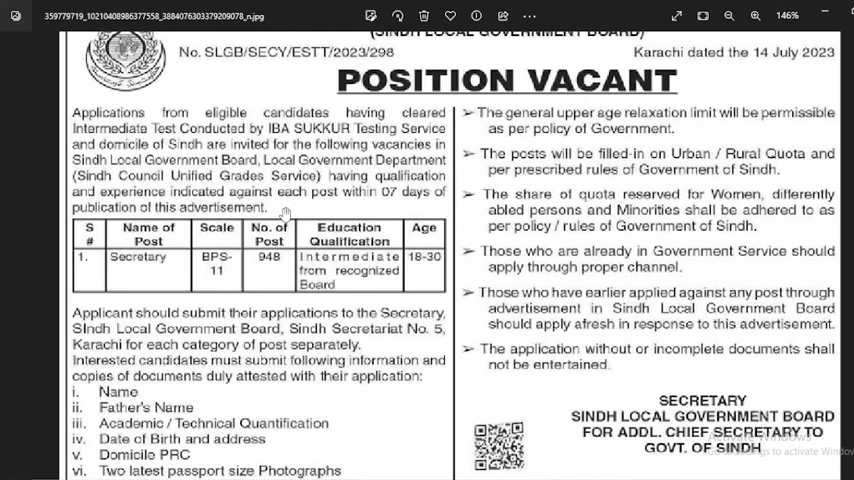 359779719_10210408986377558_3884076303379209078_n.jpg
146%
(SINDH LOCAL GOVERNMENT BOARD)
No. SLGB/SECY/ESTT/2023/298
Karachi dated the 14 July 2023
POSITION VACANT
Applications from eligible candidates having cleared
Intermediate Test Conducted by IBA SUKKUR Testing Service
and domicile of Sindh are invited for the following vacancies in
Sindh Local Government Board, Local Government Department
(Sindh Council Unified Grades Service) having qualification
and experience indicated against each post within 07 days of
publication of this advertisement.
S # Name of Post Scale No. of Post Education Qualification Age
1. Secretary BPS-11 948 Intermediate from recognized Board 18-30
Applicant should submit their applications to the Secretary,
SIndh Local Government Board, Sindh Secretariat No. 5,
Karachi for each category of post separately.
Interested candidates must submit following information and
copies of documents duly attested with their application:
i. Name
ii. Father's Name
iii. Academic / Technical Quantification
iv. Date of Birth and address
v. Domicile PRC
vi. Two latest passport size Photographs
➢ The general upper age relaxation limit will be permissible
as per policy of Government.
➢ The posts will be filled-in on Urban / Rural Quota and
per prescribed rules of Government of Sindh.
➢ The share of quota reserved for Women, differently
abled persons and Minorities shall be adhered to as
per policy / rules of Government of Sindh.
➢ Those who are already in Government Service should
apply through proper channel.
➢ Those who have earlier applied against any post through
advertisement in Sindh Local Government Board
should apply afresh in response to this advertisement.
➢ The application without or incomplete documents shall
not be entertained.
SECRETARY
SINDH LOCAL GOVERNMENT BOARD
FOR ADDL. CHIEF SECRETARY TO
GOVT. OF SINDH
Activate Windows
Go to Settings to activate Window